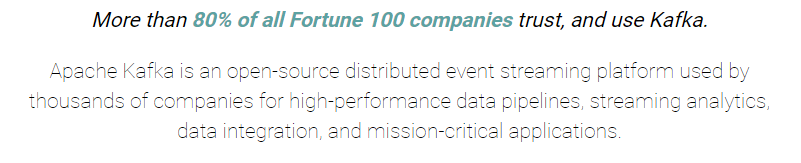 More than 80% of all Fortune 100 companies trust, and use Kafka.
Apache Kafka is an open-source distributed event streaming platform used by
thousands of companies for high-performance data pipelines, streaming analytics,
data integration, and mission-critical applications.